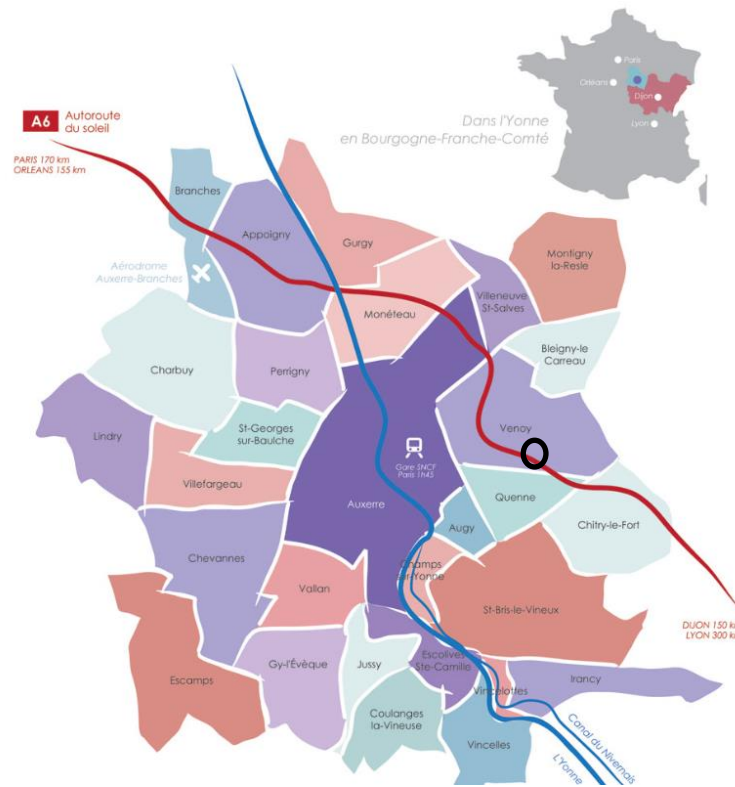 Paris
Orléans
Dijon
Lyon
Dans l'Yonne
en Bourgogne-Franche-Comté
A6 Autoroute
du soleil
PARIS 170 km
ORLEANS 155 km
Branches
Appoigny
Gurgy
Aérodrome
Auxerre-Branches
Montigny
la-Resle
Villeneuve
St-Salves
Monéteau
Bleigny-le
Carreau
Charbuy
Perrigny
Venoy
St-Georges
sur-Baulche
Lindry
Gare SNCF
Paris 1h45
Villefargeau
Quenne
Auxerre
Augy
Chitry-le-Fort
Chevannes
Champs
sur-Yonne
Vallan
St-Bris-le-Vineux
DIJON 150 km
LYON 300 km
Escolives
Ste-Camille
Gy-l'Évèque
Jussy
Escamps
Irancy
Vincelottes
Coulanges
la-Vineuse
Vincelles
Canal du Nivernais
L'Yonne